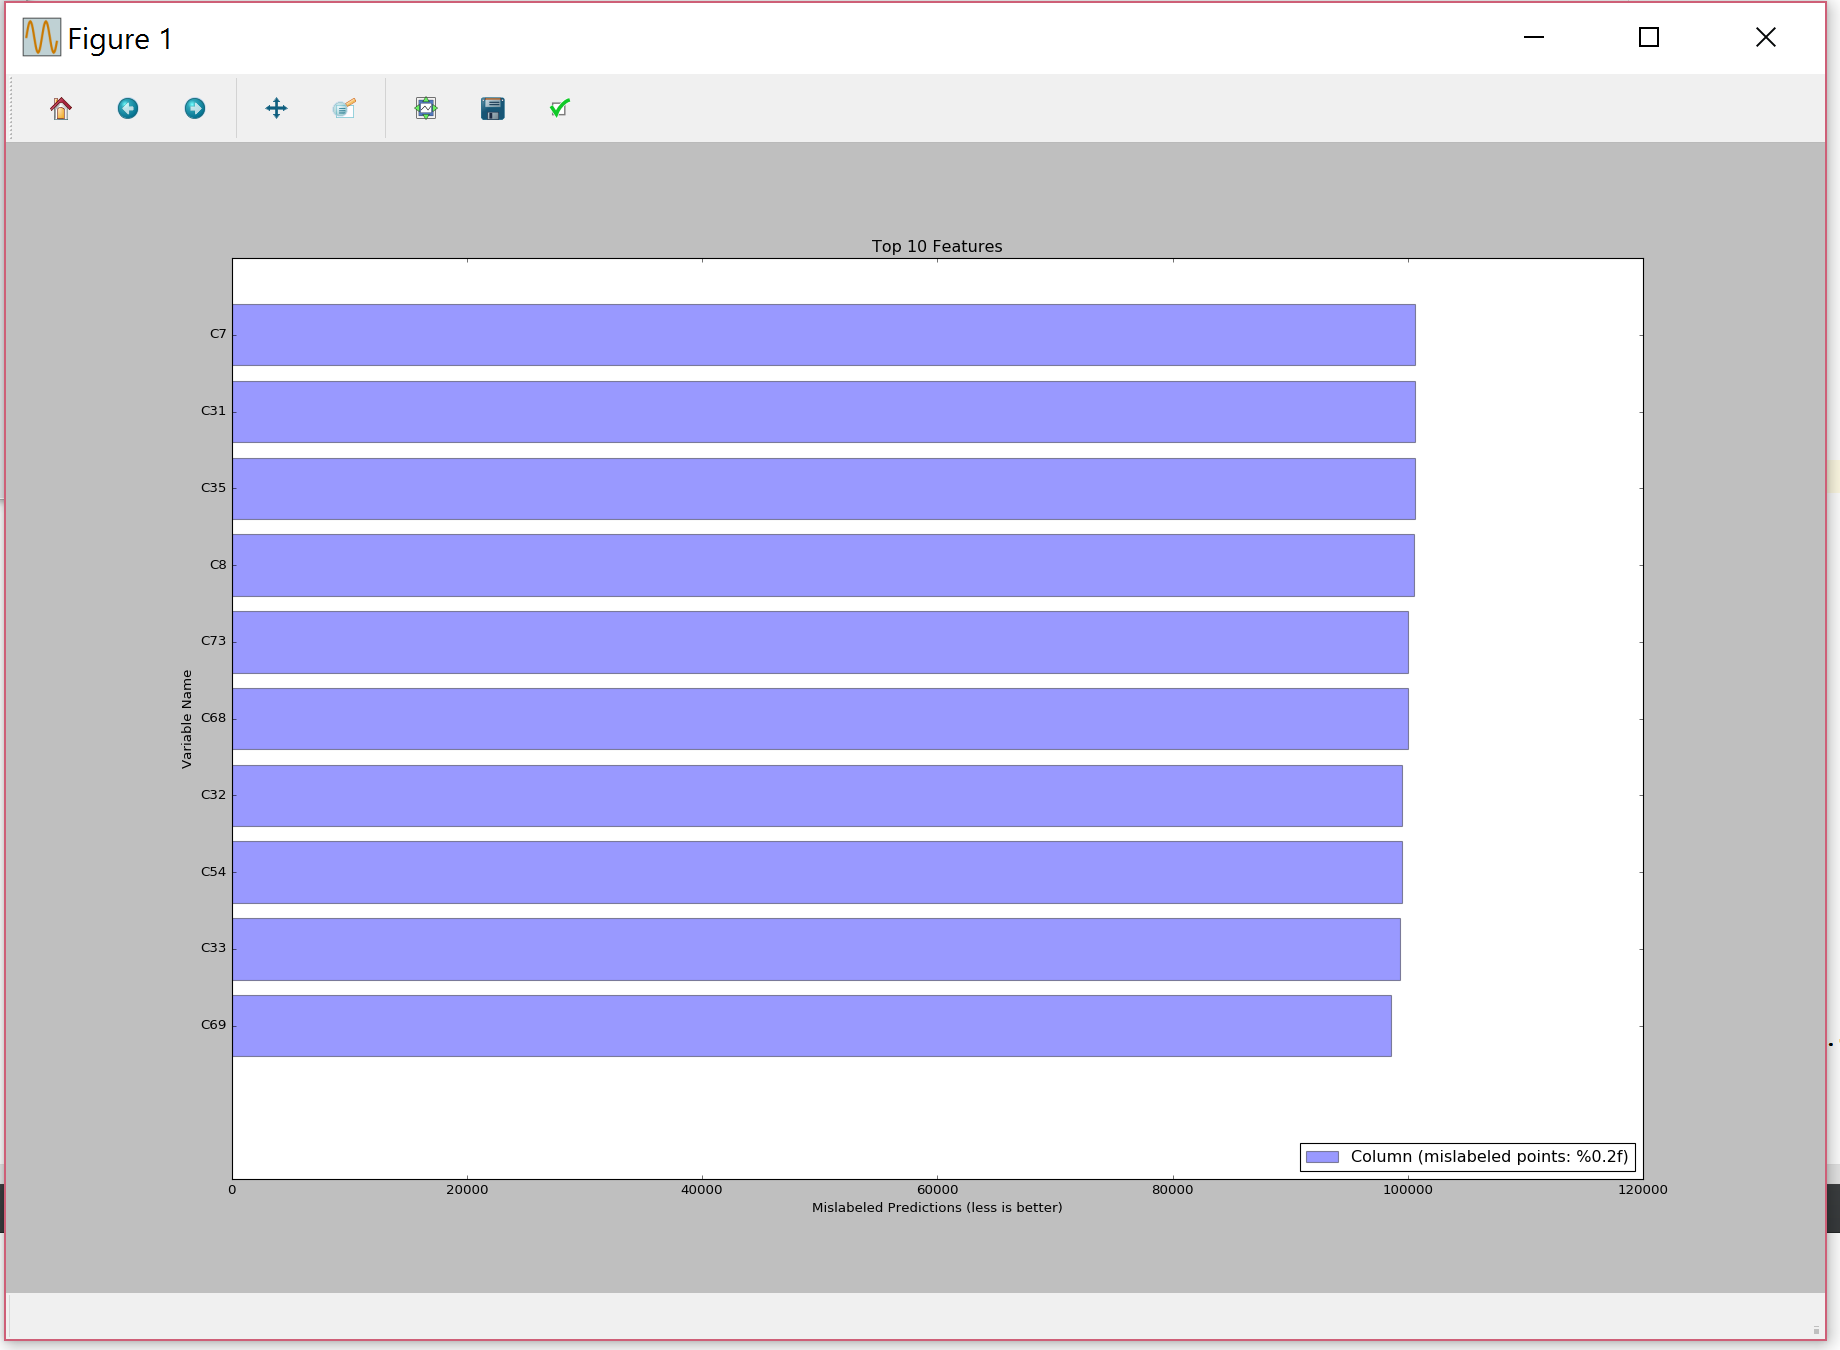 Figure 1
Top 10 Features
C7
C31
C35
C8
C73
C68
C32
C54
C33
C69
Variable Name
Column (mislabeled points: %0.2f)
0 20000 40000 60000 80000 100000 120000
Mislabeled Predictions (less is better)